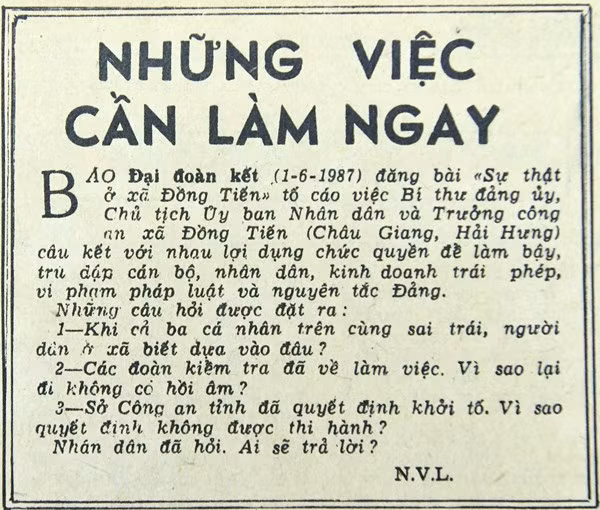 NHỮNG VIỆC
CẦN LÀM NGAY
BÁO Đại đoàn kết (1-6-1987) đăng bài «Sự thật
ở xã Đồng Tiến» tố cáo việc Bí thư đảng ủy,
Chủ tịch Ủy ban Nhân dân và Trưởng công
an xã Đồng Tiến (Châu Giang, Hải Hưng)
câu kết với nhau lợi dụng chức quyền để làm bậy,
trù dập cán bộ, nhân dân, kinh doanh trái phép,
vi phạm pháp luật và nguyên tắc Đảng.
Những câu hỏi được đặt ra :
1—Khi cả ba cá nhân trên cùng sai trái, người
dân ở xã biết dựa vào đâu ?
2—Các đoàn kiểm tra đã về làm việc. Vì sao lại
đi không có hồi âm ?
3—Sở Công an tỉnh đã quyết định khởi tố. Vì sao
quyết định không được thi hành ?
Nhân dân đã hỏi. Ai sẽ trả lời ?
N.V.L.